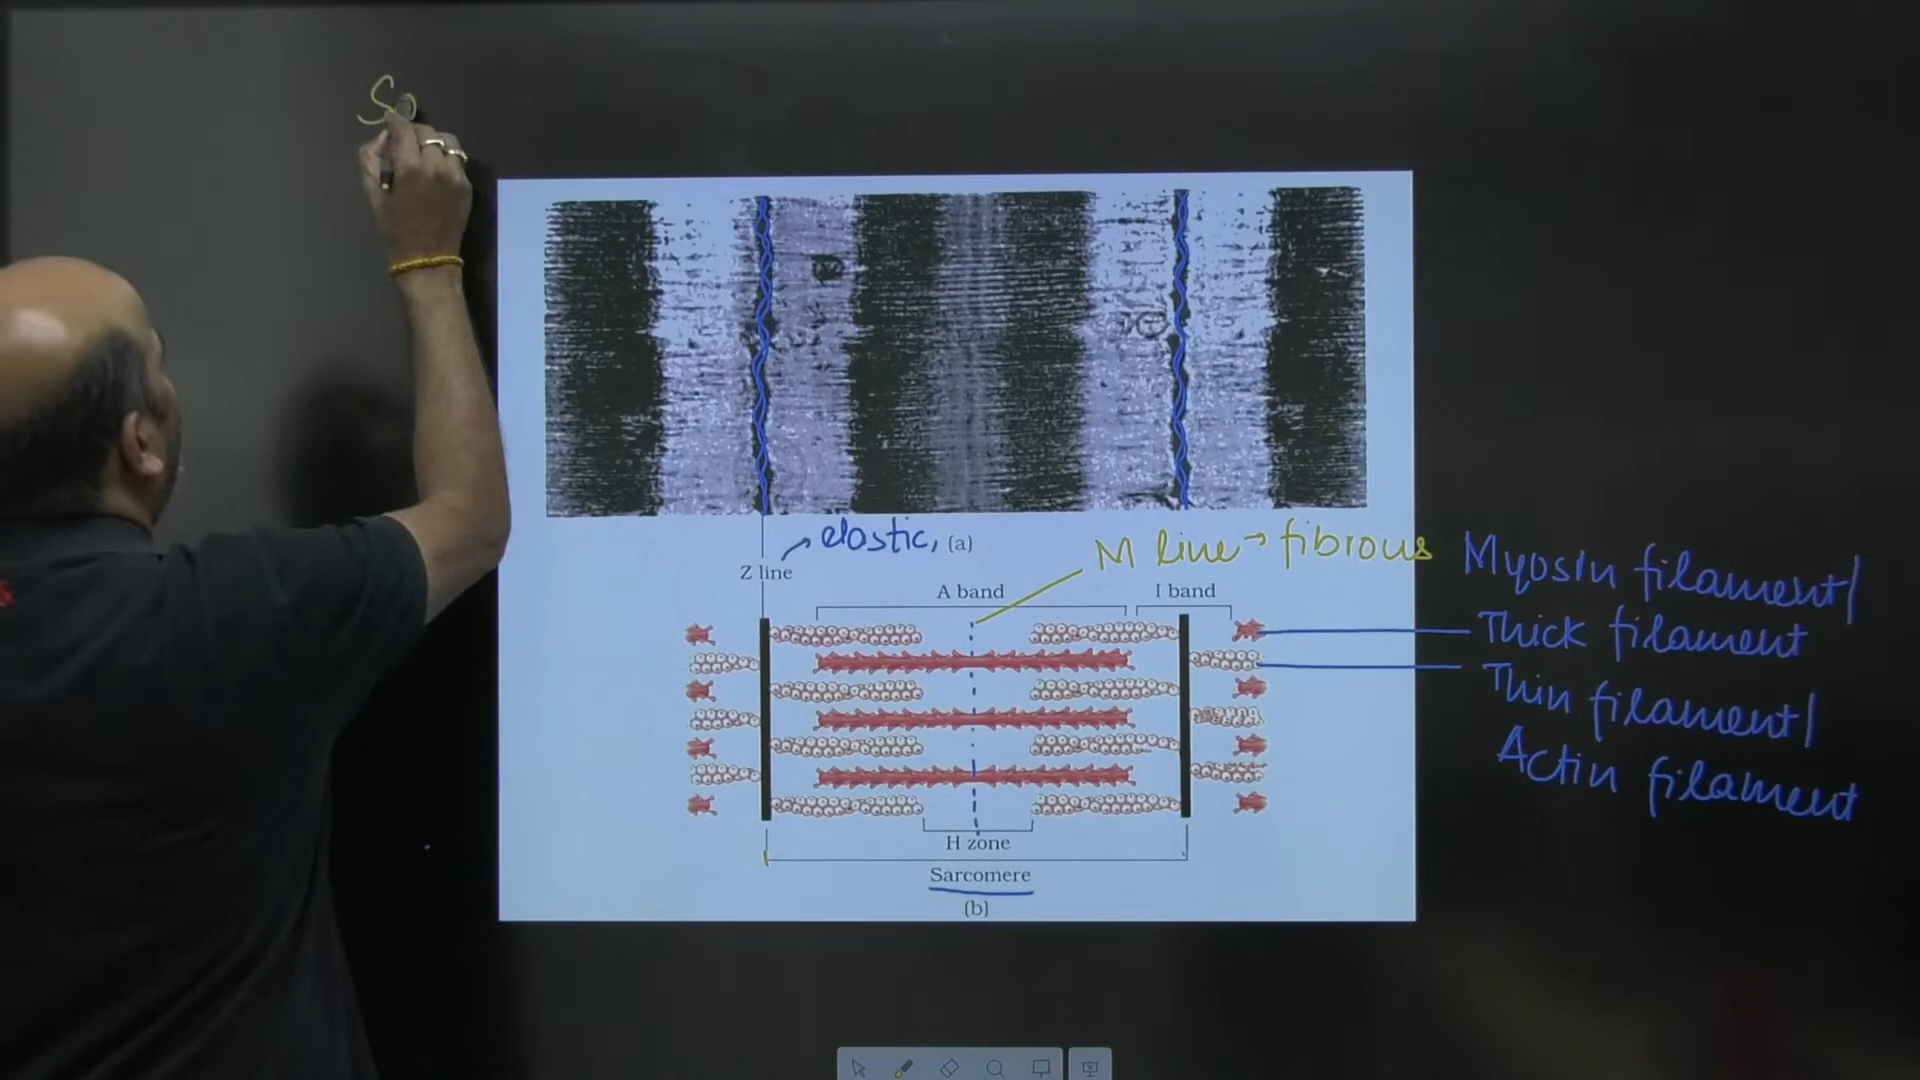 elastic, (a)
M line → fibrous
Z line
A band
I band
Myosin filament/
Thick filament
Thin filament/
Actin filament
H zone
Sarcomere
(b)